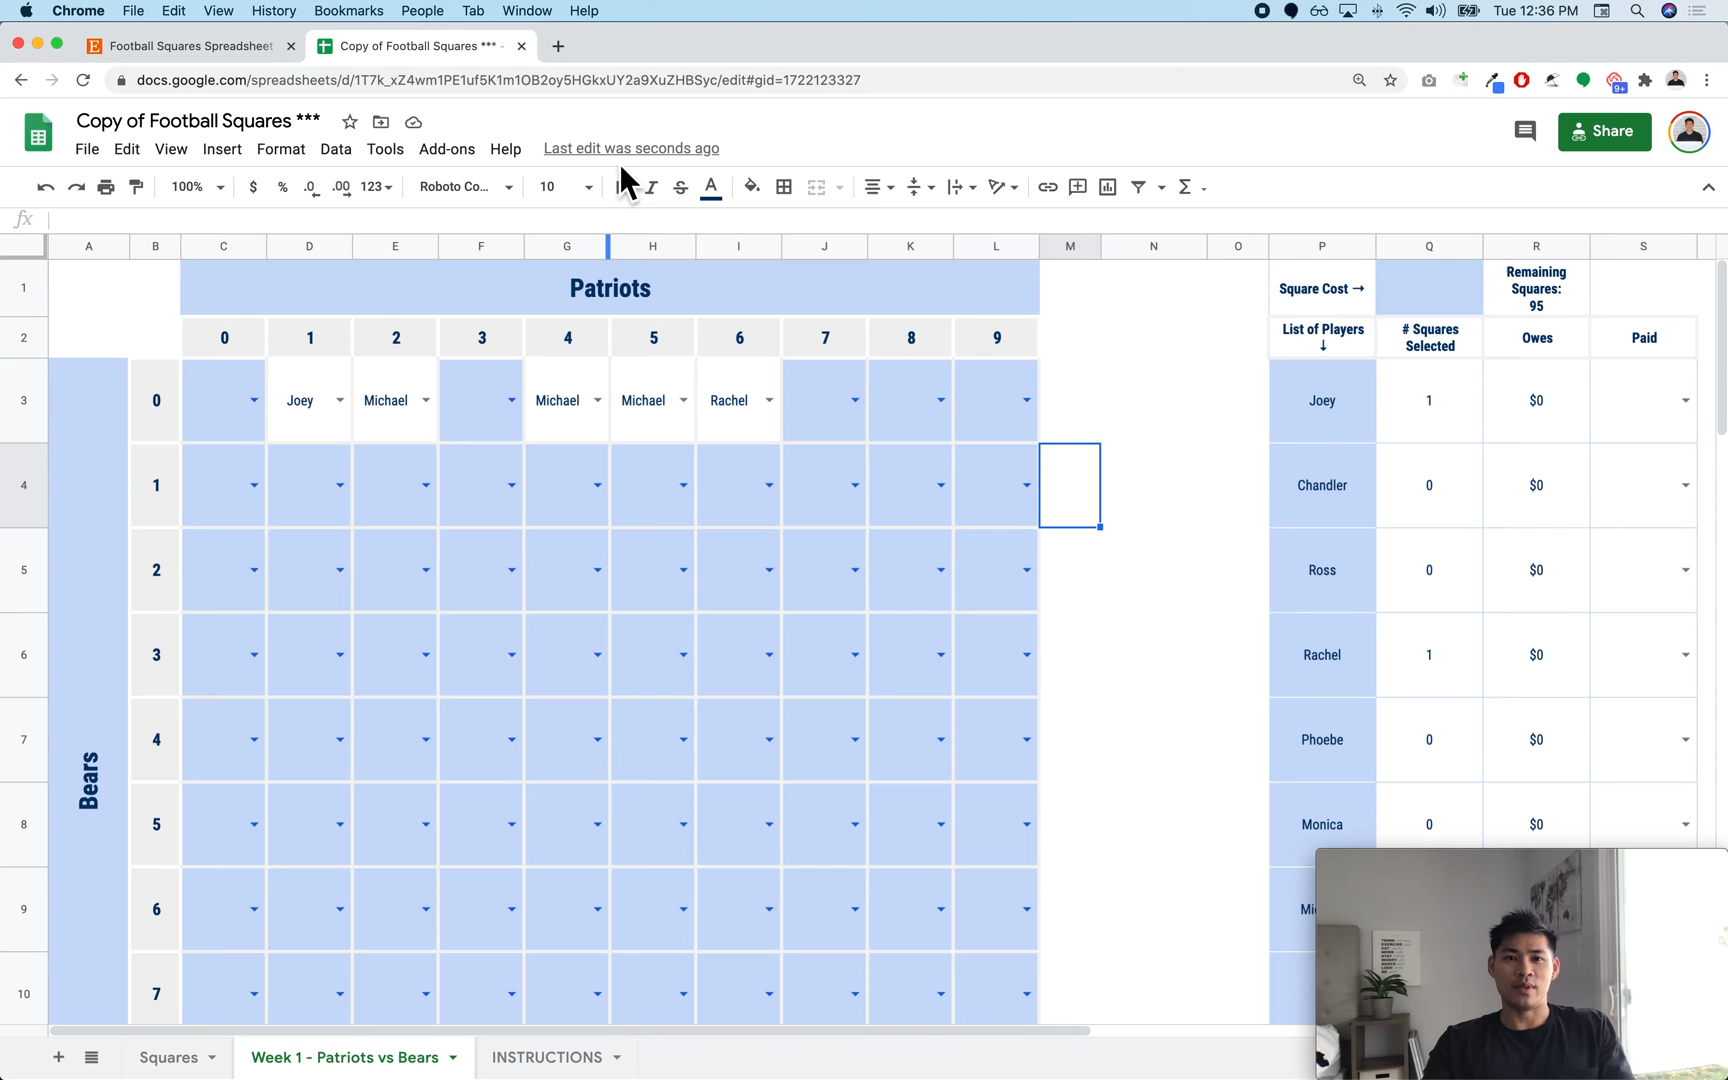 Chrome File Edit View History Bookmarks People Tab Window Help Tue 12:36 PM
Football Squares Spreadsheet
Copy of Football Squares *** -
docs.google.com/spreadsheets/d/1T7k_xZ4wm1PE1uf5K1m1OB2oy5HGkxUY2a9XuZHBSyc/edit#gid=1722123327
9+
Copy of Football Squares ***
File Edit View Insert Format Data Tools Add-ons Help Last edit was seconds ago
Share
100% $ % .0 .00 123 Roboto Co... 10 I S A Σ
fx
A B C D E F G H I J K L M N O P Q R S
1 Patriots Square Cost → Remaining Squares: 95
2 0 1 2 3 4 5 6 7 8 9 List of Players ↓ # Squares Selected Owes Paid
3 0 Joey Michael Michael Michael Rachel Joey 1 $0
4 1 Chandler 0 $0
5 2 Ross 0 $0
6 3 Rachel 1 $0
7 4 Phoebe 0 $0
Bears
8 5 Monica 0 $0
9 6
10 7
+ Squares Week 1 - Patriots vs Bears INSTRUCTIONS